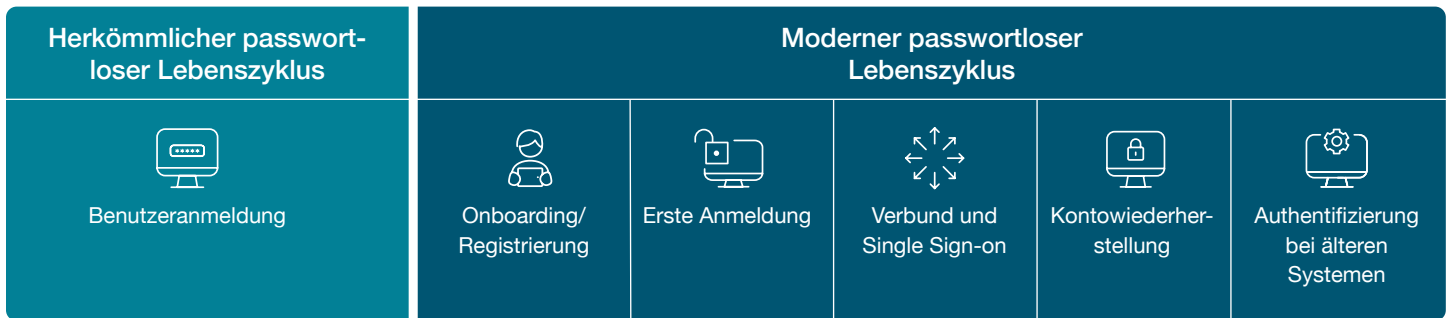 Herkömmlicher passwort-
loser Lebenszyklus
Moderner passwortloser
Lebenszyklus
Benutzeranmeldung
Onboarding/
Registrierung
Erste Anmeldung
Verbund und
Single Sign-on
Kontowiederher-
stellung
Authentifizierung
bei älteren
Systemen